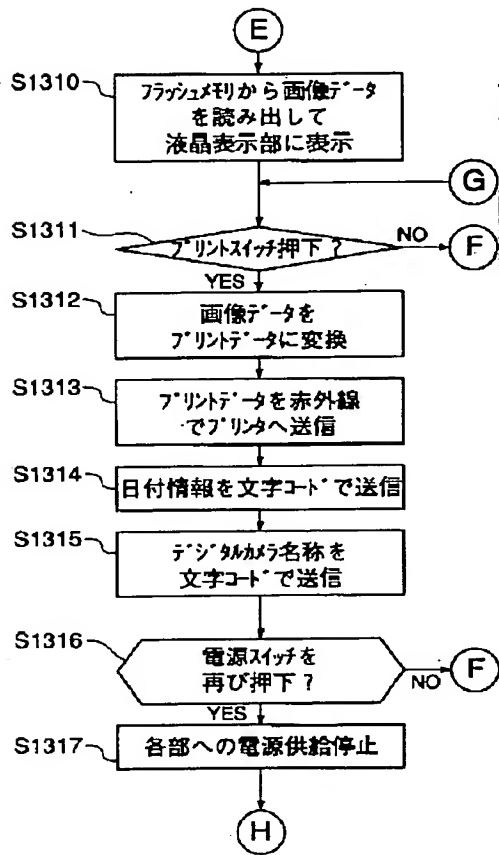 E
S1310
フラッシュメモリから画像データ
を読み出して
液晶表示部に表示
G
S1311
プリントスイッチ押下?
NO
F
YES
S1312
画像データを
プリントデータに変換
S1313
プリントデータを赤外線
でプリンタへ送信
S1314
日付情報を文字コードで送信
S1315
デジタルカメラ名称を
文字コードで送信
S1316
電源スイッチを
再び押下?
NO
F
YES
S1317
各部への電源供給停止
H